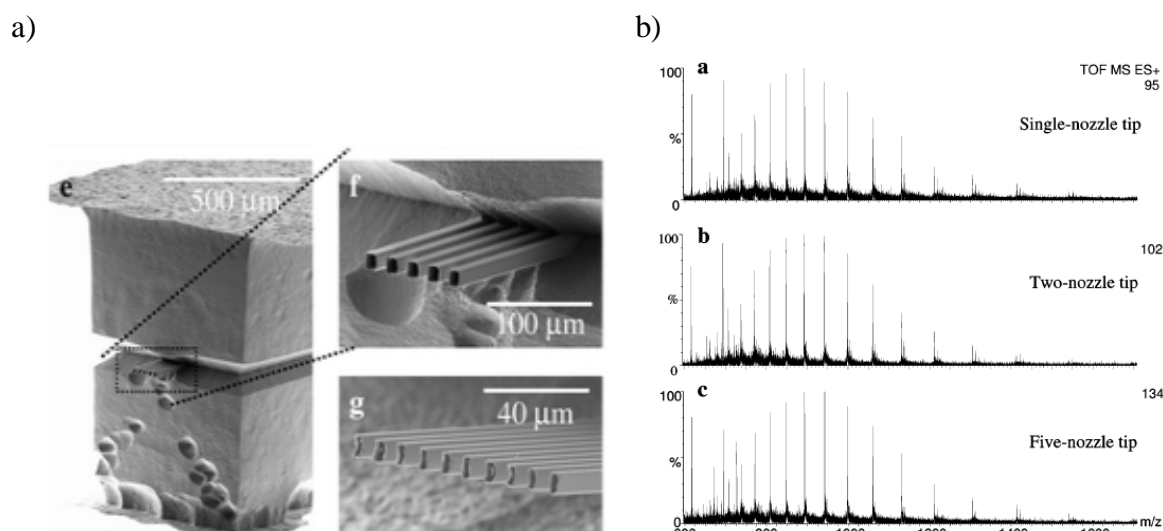 a)
b)
e
500 µm
f
100 µm
g
40 µm
a
TOF MS ES+
95
100
%
0
Single-nozzle tip
b
102
100
%
0
Two-nozzle tip
c
134
100
%
0
Five-nozzle tip
m/z